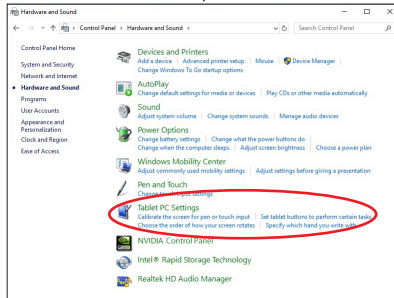 Hardware and Sound
Control Panel > Hardware and Sound >
Search Control Panel
Control Panel Home
System and Security
Network and Internet
Hardware and Sound
Programs
User Accounts
Appearance and
Personalization
Clock and Region
Ease of Access
Devices and Printers
Add a device | Advanced printer setup | Mouse | Device Manager |
Change Windows To Go startup options
AutoPlay
Change default settings for media or devices | Play CDs or other media automatically
Sound
Adjust system volume | Change system sounds | Manage audio devices
Power Options
Change battery settings | Change what the power buttons do |
Change when the computer sleeps | Adjust screen brightness | Choose a power plan
Windows Mobility Center
Adjust commonly used mobility settings | Adjust settings before giving a presentation
Pen and Touch
Change touch input settings
Tablet PC Settings
Calibrate the screen for pen or touch input | Set tablet buttons to perform certain tasks
Choose the order of how your screen rotates | Specify which hand you write with
NVIDIA Control Panel
Intel® Rapid Storage Technology
Realtek HD Audio Manager